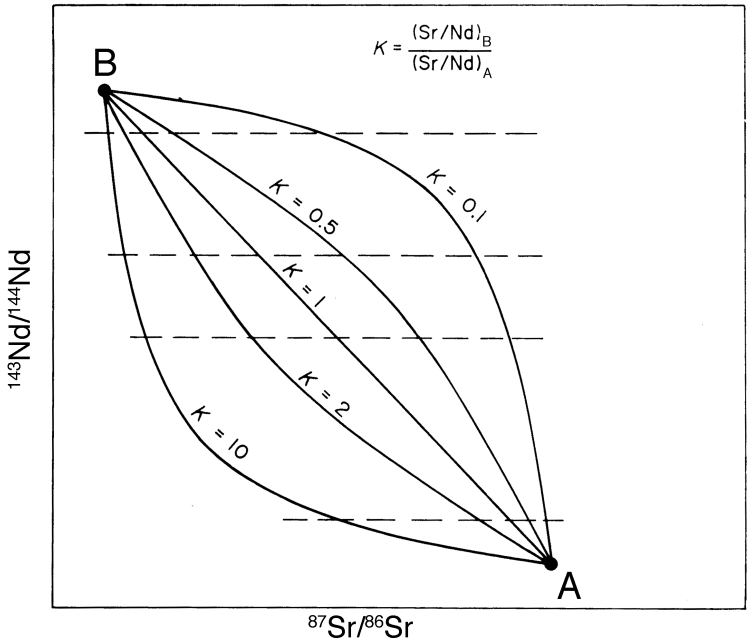 B
K = (Sr/Nd)B
(Sr/Nd)A
K = 0.1
K = 0.5
K = 1
K = 2
K = 10
A
143Nd/144Nd
87Sr/86Sr